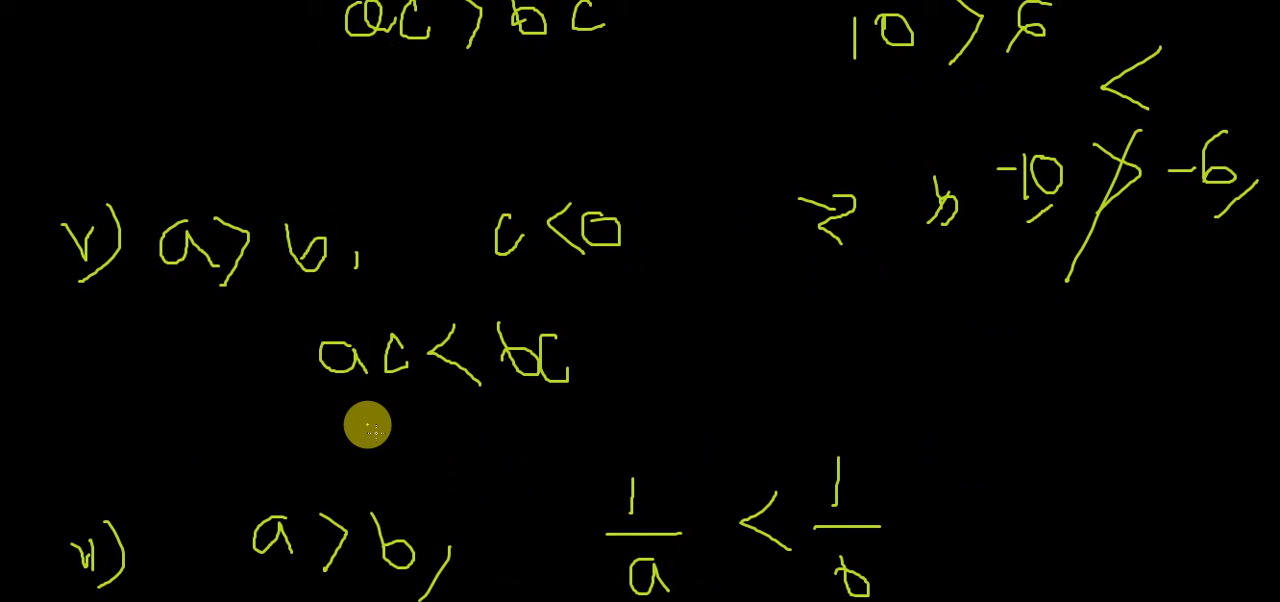 ac > bc 10 > 6
<
-10 > -6,
v) a > b, c < 0
ac < bc
vi) a > b, 1/a < 1/b